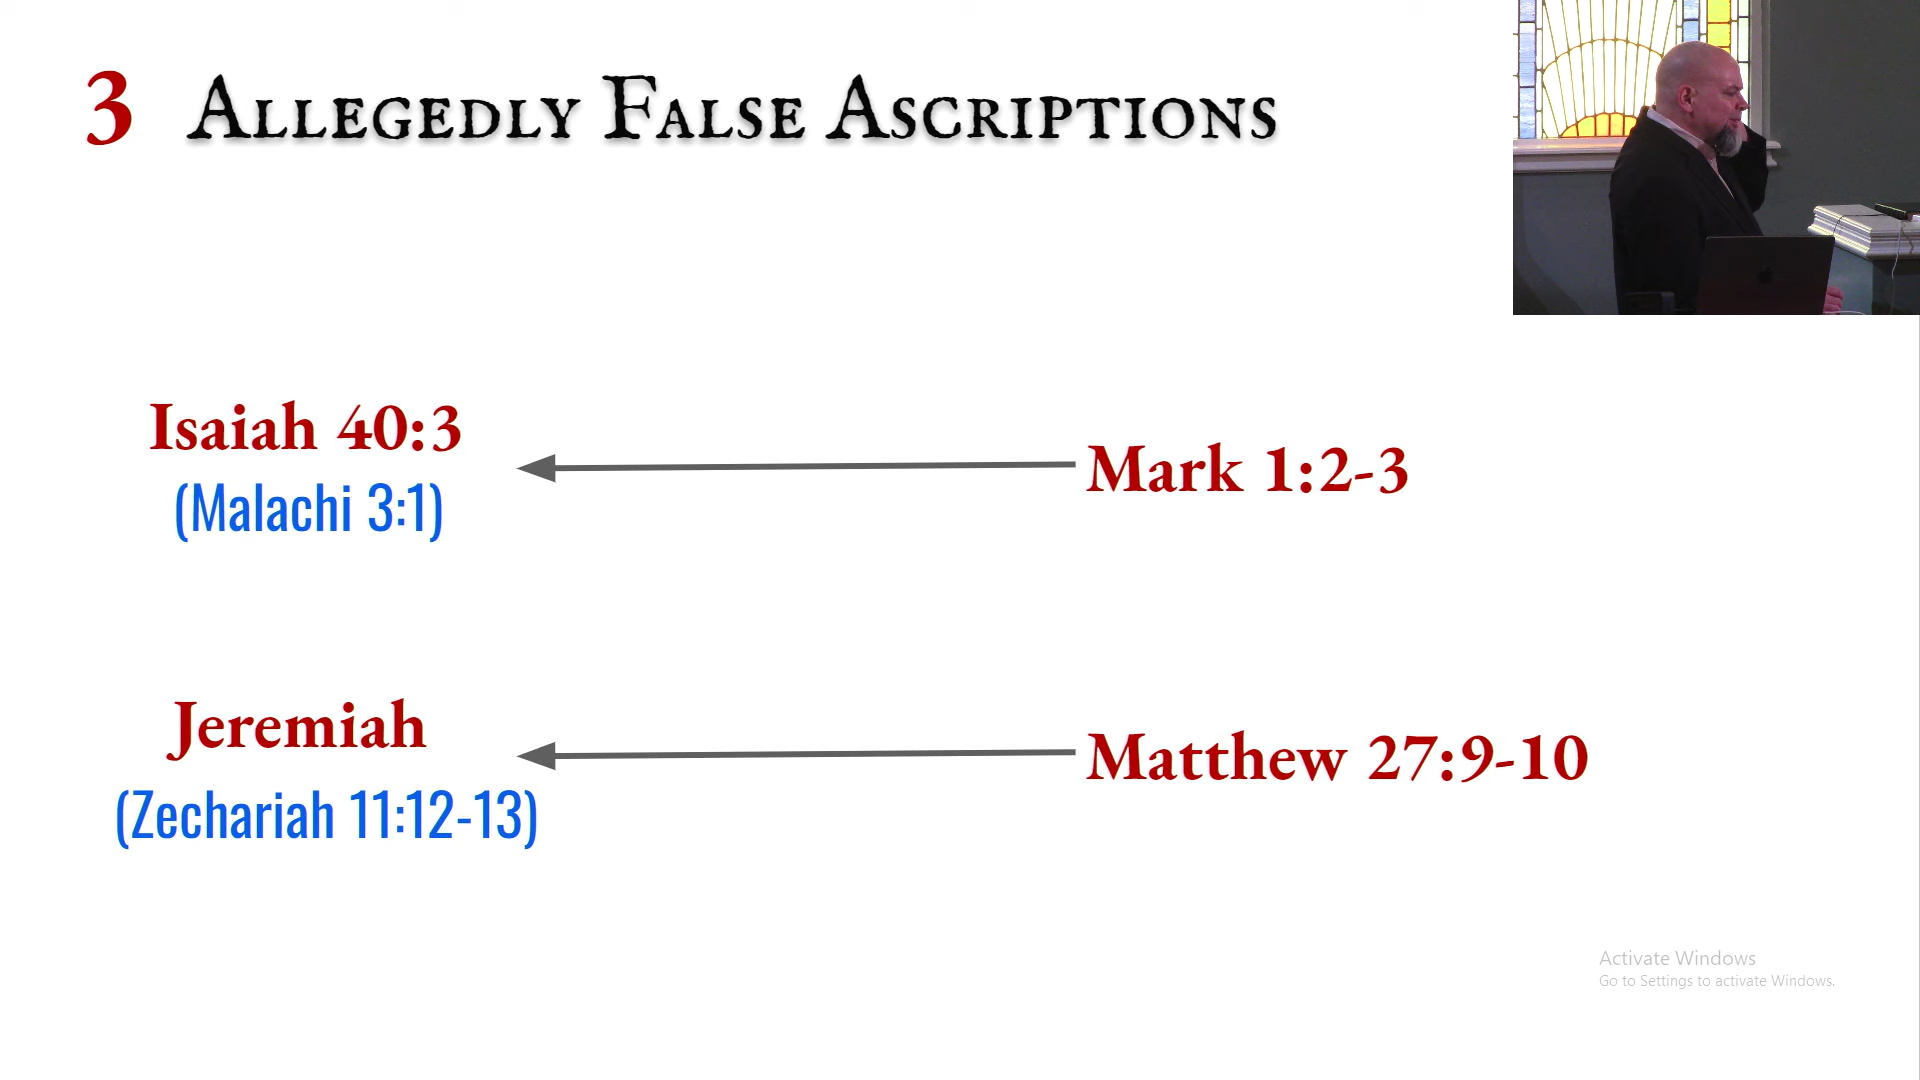 3 Allegedly False Ascriptions
Isaiah 40:3
(Malachi 3:1)
Mark 1:2-3
Jeremiah
(Zechariah 11:12-13)
Matthew 27:9-10
Activate Windows
Go to Settings to activate Windows.